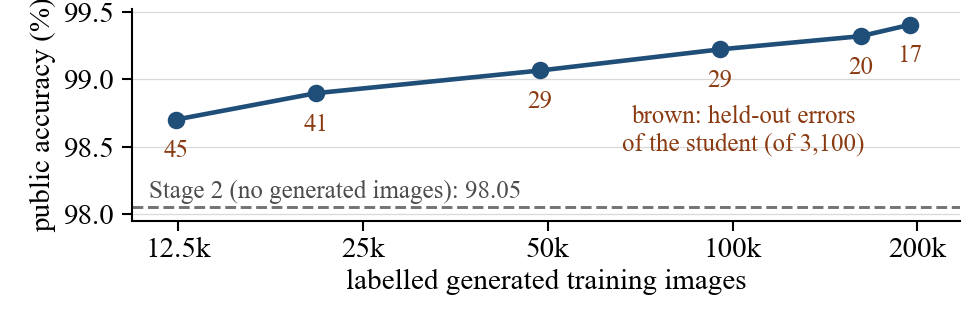 public accuracy (%)
99.5
99.0
98.5
98.0
45
41
29
29
20
17
brown: held-out errors
of the student (of 3,100)
Stage 2 (no generated images): 98.05
12.5k
25k
50k
100k
200k
labelled generated training images